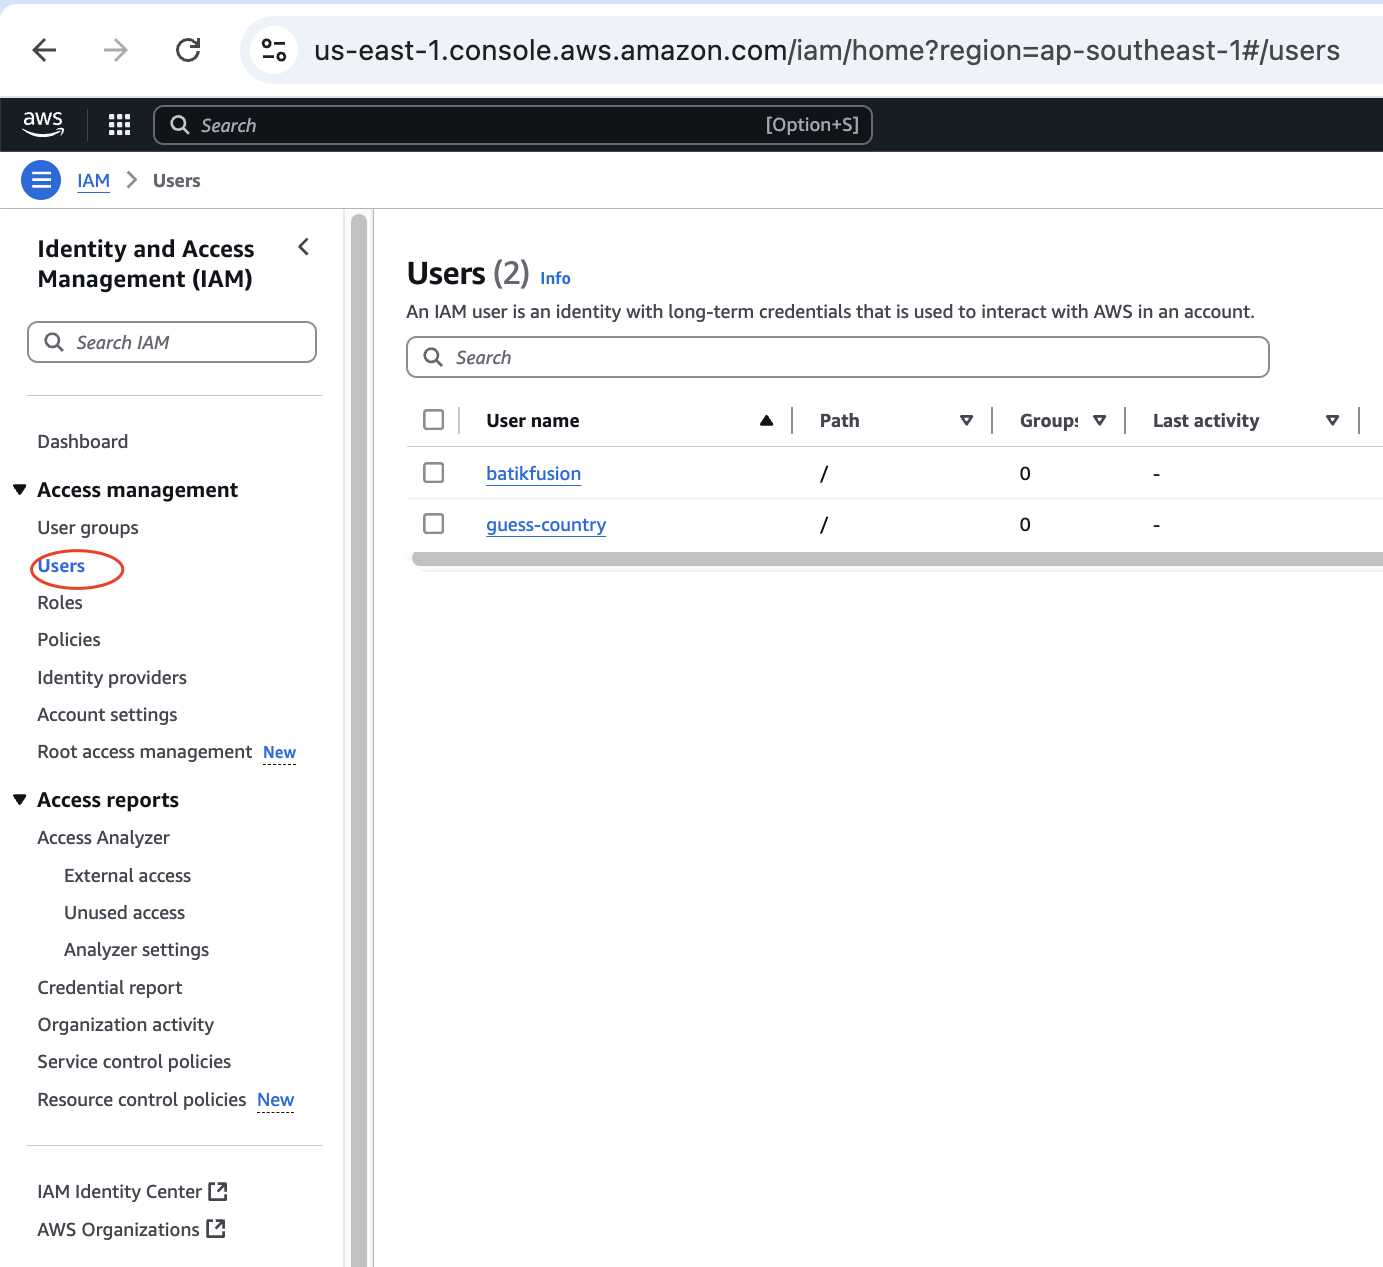 us-east-1.console.aws.amazon.com/iam/home?region=ap-southeast-1#/users
aws
Search
[Option+S]
IAM > Users
Identity and Access
Management (IAM)
Search IAM
Dashboard
Access management
User groups
Users
Roles
Policies
Identity providers
Account settings
Root access management New
Access reports
Access Analyzer
External access
Unused access
Analyzer settings
Credential report
Organization activity
Service control policies
Resource control policies New
IAM Identity Center
AWS Organizations
Users (2) Info
An IAM user is an identity with long-term credentials that is used to interact with AWS in an account.
Search
User name Path Groups Last activity
batikfusion / 0 -
guess-country / 0 -